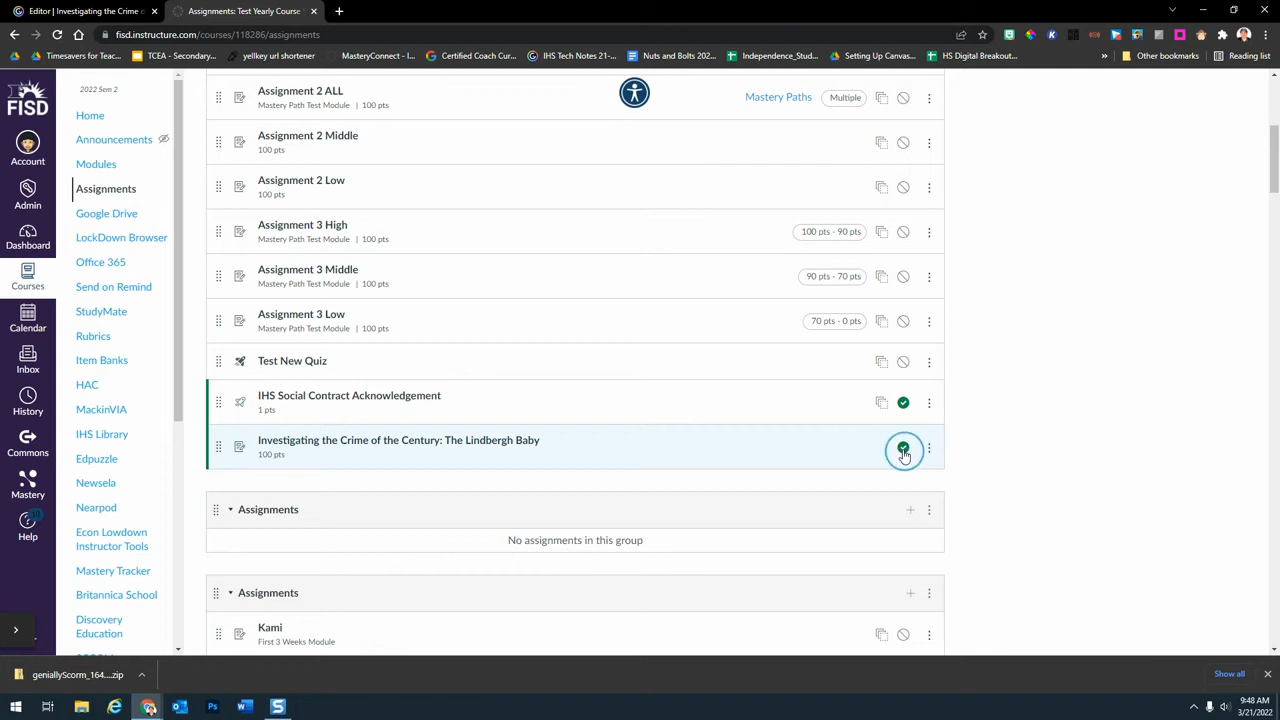 Editor | Investigating the Crime o
Assignments: Test Yearly Course
fisd.instructure.com/courses/118286/assignments
Timesavers for Teac...
TCEA - Secondary...
yellkey url shortener
MasteryConnect - I...
Certified Coach Cur...
IHS Tech Notes 21-...
Nuts and Bolts 202...
Independence_Stud...
Setting Up Canvas...
HS Digital Breakout...
Other bookmarks
Reading list
FISD
Account
Admin
Dashboard
Courses
Calendar
Inbox
History
Commons
Mastery
10
Help
2022 Sem 2
Home
Announcements
Modules
Assignments
Google Drive
LockDown Browser
Office 365
Send on Remind
StudyMate
Rubrics
Item Banks
HAC
MackinVIA
IHS Library
Edpuzzle
Newsela
Nearpod
Econ Lowdown
Instructor Tools
Mastery Tracker
Britannica School
Discovery
Education
Assignment 2 ALL
Mastery Path Test Module | 100 pts
Mastery Paths
Multiple
Assignment 2 Middle
100 pts
Assignment 2 Low
100 pts
Assignment 3 High
Mastery Path Test Module | 100 pts
100 pts - 90 pts
Assignment 3 Middle
Mastery Path Test Module | 100 pts
90 pts - 70 pts
Assignment 3 Low
Mastery Path Test Module | 100 pts
70 pts - 0 pts
Test New Quiz
IHS Social Contract Acknowledgement
1 pts
Investigating the Crime of the Century: The Lindbergh Baby
100 pts
Assignments
No assignments in this group
Assignments
Kami
First 3 Weeks Module
geniallyScorm_164....zip
Show all
9:48 AM
3/21/2022